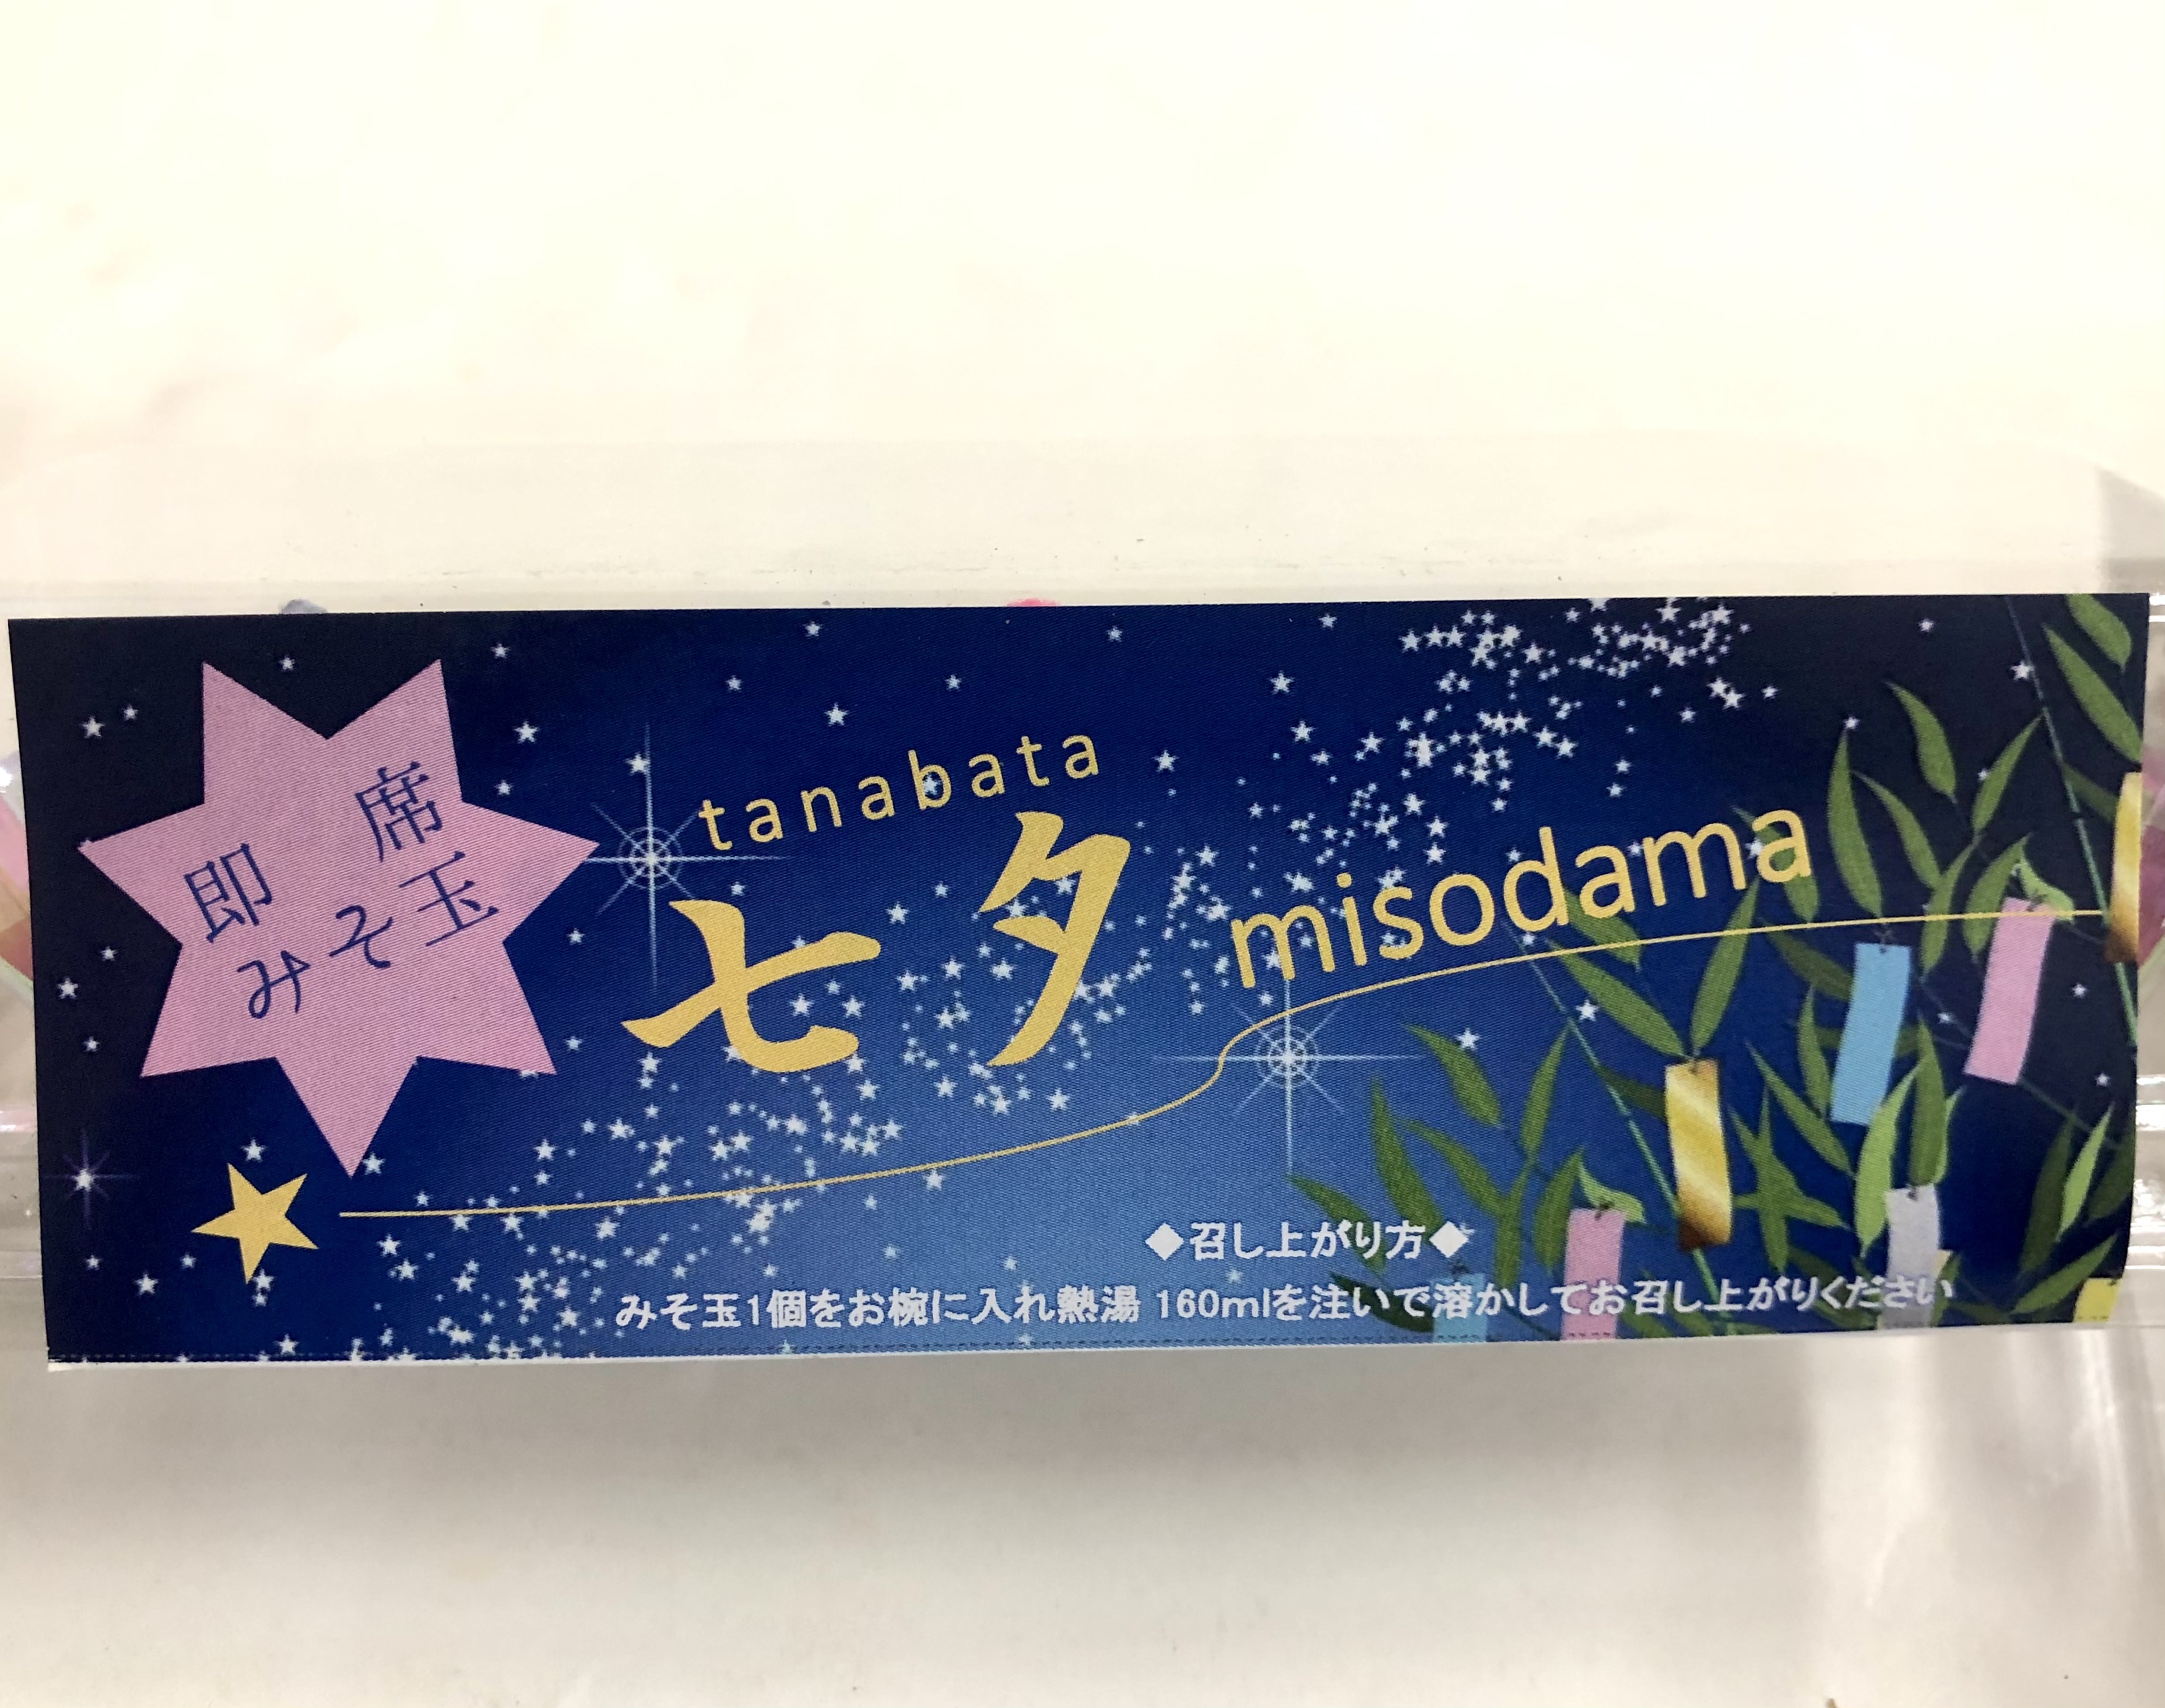 即席
みそ玉
tanabata
七夕
misodama
◆召し上がり方◆
みそ玉1個をお椀に入れ熱湯 160mlを注いで溶かしてお召し上がりください